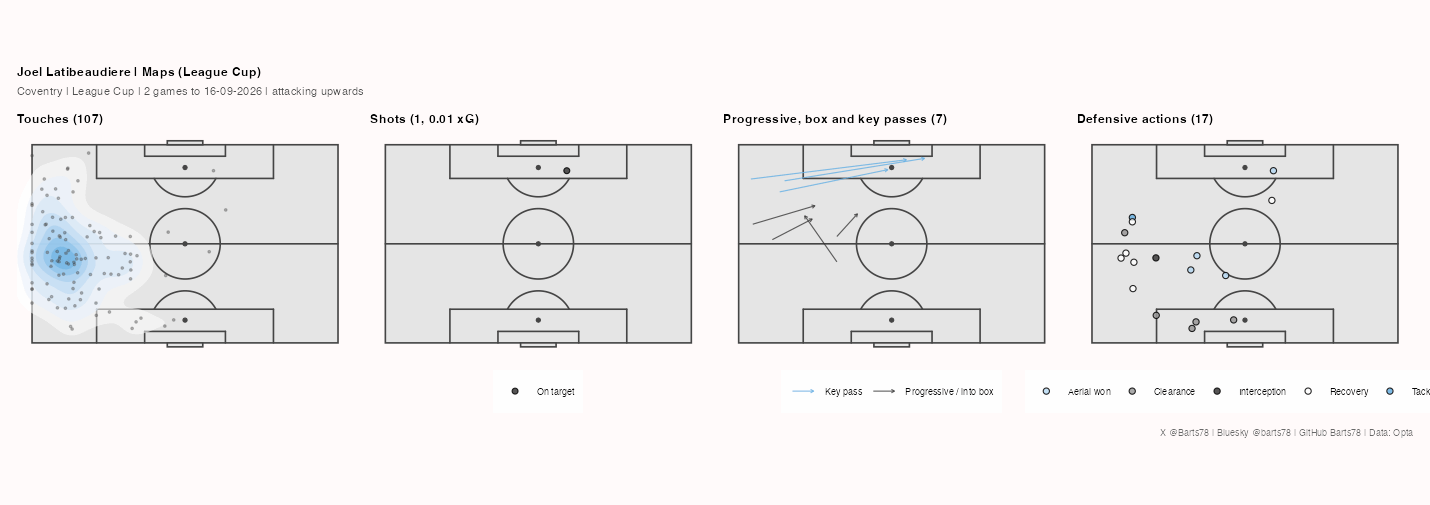 Joel Latibeaudiere | Maps (League Cup)
Coventry | League Cup | 2 games to 16-09-2026 | attacking upwards
Touches (107)
Shots (1, 0.01 xG)
Progressive, box and key passes (7)
Defensive actions (17)
On target
Key pass
Progressive / into box
Aerial won
Clearance
Interception
Recovery
Tack
X @Barts78 | Bluesky @barts78 | GitHub Barts78 | Data: Opta